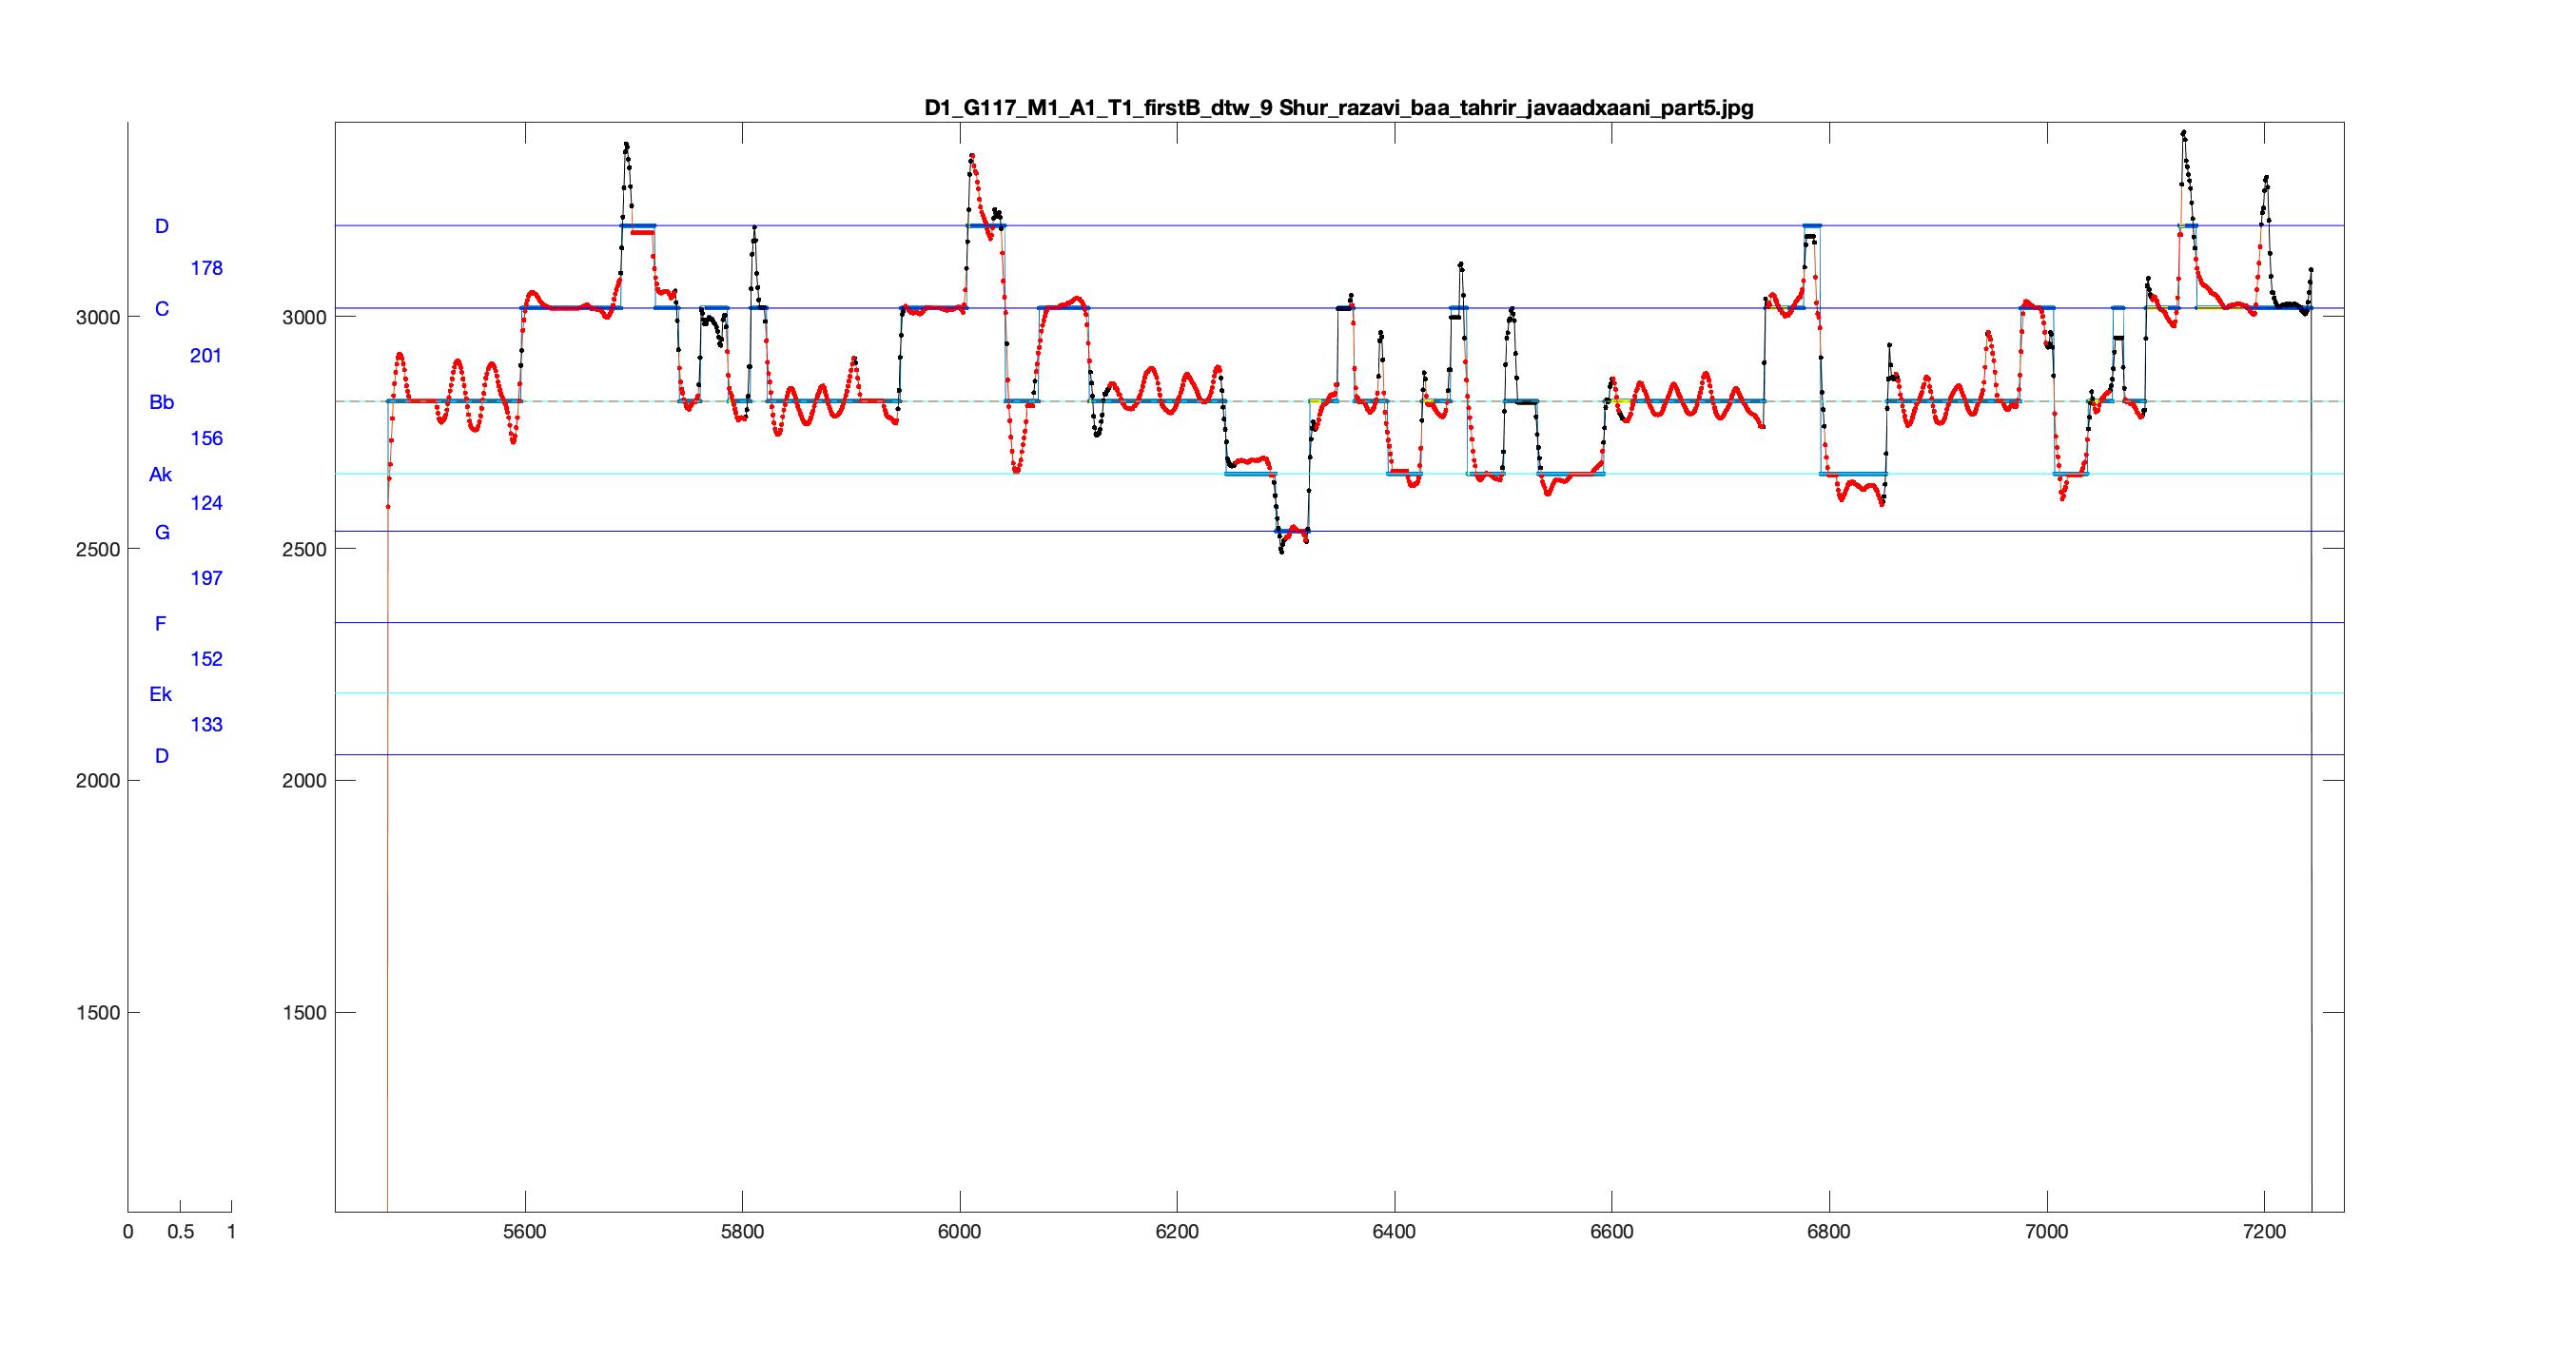 D1_G117_M1_A1_T1_firstB_dtw_9 Shur_razavi_baa_tahrir_javaadxaani_part5.jpg
D
178
C
3000 3000
201
Bb
156
Ak
124
G
2500 2500
197
F
152
Ek
133
D
2000 2000
1500 1500
0 0.5 1 5600 5800 6000 6200 6400 6600 6800 7000 7200